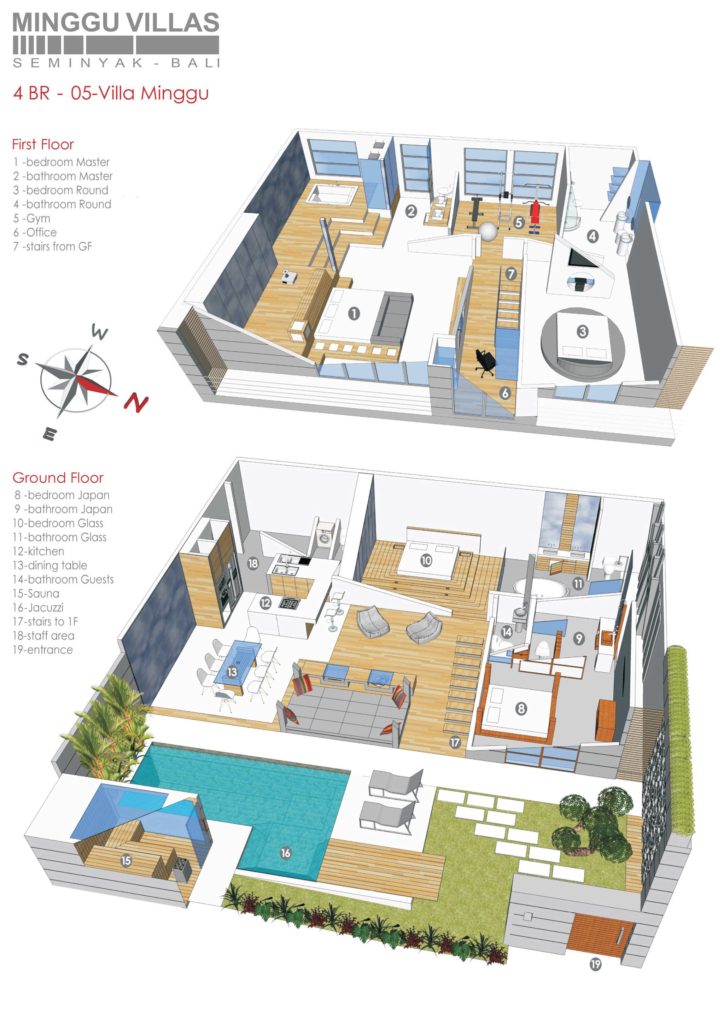 MINGGU VILLAS
SEMINYAK - BALI
4 BR - 05-Villa Minggu
First Floor
1 -bedroom Master
2 -bathroom Master
3 -bedroom Round
4 -bathroom Round
5 -Gym
6 -Office
7 -stairs from GF
2
5
4
7
1
3
6
W
S
N
E
Ground Floor
8 -bedroom Japan
9 -bathroom Japan
10-bedroom Glass
11-bathroom Glass
12-kitchen
13-dining table
14-bathroom Guests
15-Sauna
16-Jacuzzi
17-stairs to 1F
18-staff area
19-entrance
18
10
11
12
14
9
13
8
17
16
15
19